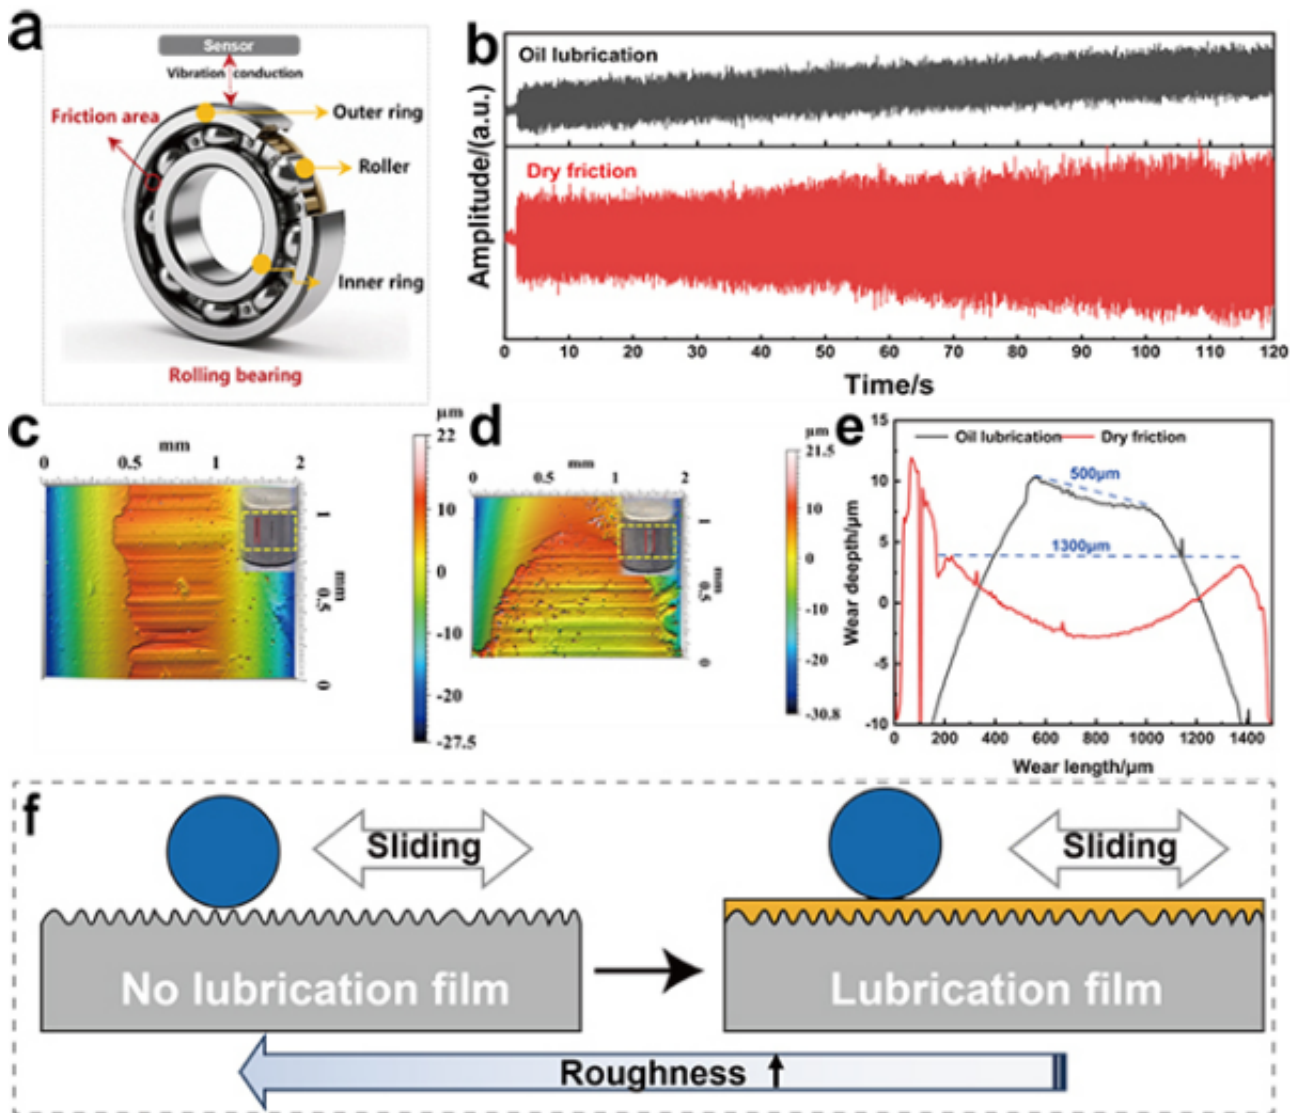 a
Sensor
Vibration conduction
Friction area
Outer ring
Roller
Inner ring
Rolling bearing
b
Oil lubrication
Dry friction
Amplitude/(a.u.)
0 10 20 30 40 50 60 70 80 90 100 110 120
Time/s
c
mm
0 0.5 1 2
1
0.5
0
mm
µm
22
10
0
-10
-20
-27.5
d
mm
0 0.5 1 2
1
0.5
0
mm
µm
21.5
10
0
-10
-20
-30.8
e
Oil lubrication Dry friction
500µm
1300µm
Wear deepth/µm
15
10
5
0
-5
-10
0 200 400 600 800 1000 1200 1400
Wear length/µm
f
Sliding
No lubrication film
Sliding
Lubrication film
Roughness